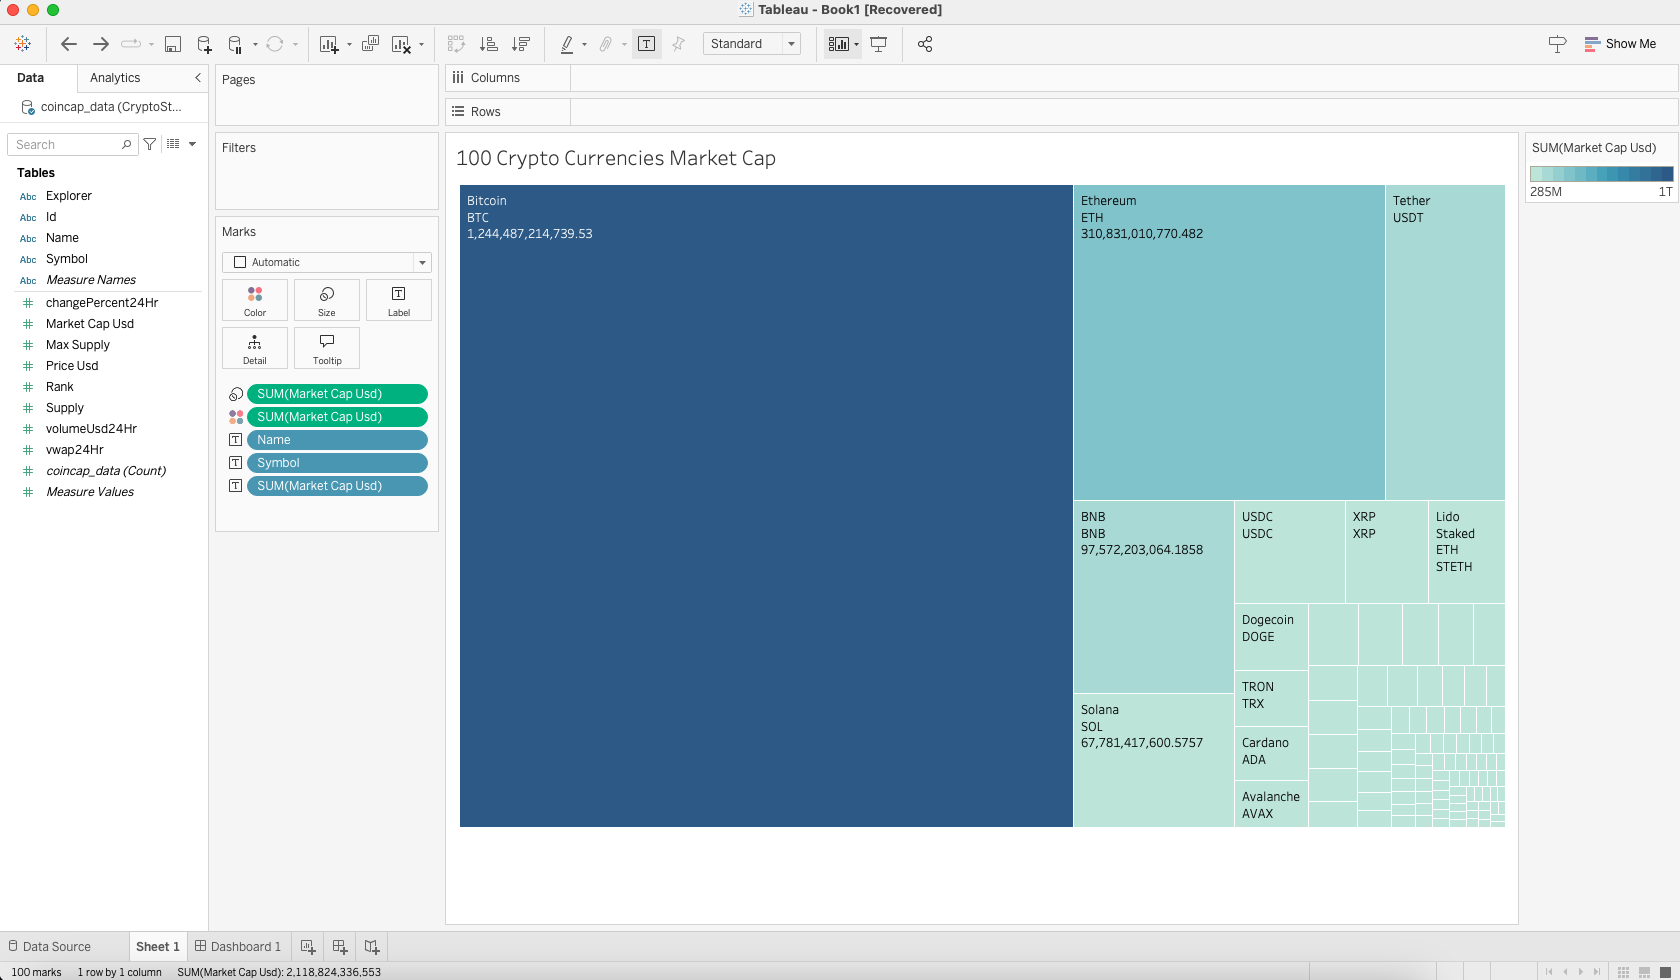 Tableau - Book1 [Recovered]
Standard
Show Me
Data
Analytics
coincap_data (CryptoSt...
Search
Tables
Abc Explorer
Abc Id
Abc Name
Abc Symbol
Abc Measure Names
# changePercent24Hr
# Market Cap Usd
# Max Supply
# Price Usd
# Rank
# Supply
# volumeUsd24Hr
# vwap24Hr
# coincap_data (Count)
# Measure Values
Pages
Filters
Marks
Automatic
Color
Size
T
Label
Detail
Tooltip
SUM(Market Cap Usd)
SUM(Market Cap Usd)
T Name
T Symbol
T SUM(Market Cap Usd)
Columns
Rows
100 Crypto Currencies Market Cap
Bitcoin
BTC
1,244,487,214,739.53
Ethereum
ETH
310,831,010,770.482
Tether
USDT
BNB
BNB
97,572,203,064.1858
Solana
SOL
67,781,417,600.5757
USDC
USDC
XRP
XRP
Lido
Staked
ETH
STETH
Dogecoin
DOGE
TRON
TRX
Cardano
ADA
Avalanche
AVAX
SUM(Market Cap Usd)
285M
1T
Data Source
Sheet 1
Dashboard 1
100 marks
1 row by 1 column
SUM(Market Cap Usd): 2,118,824,336,553